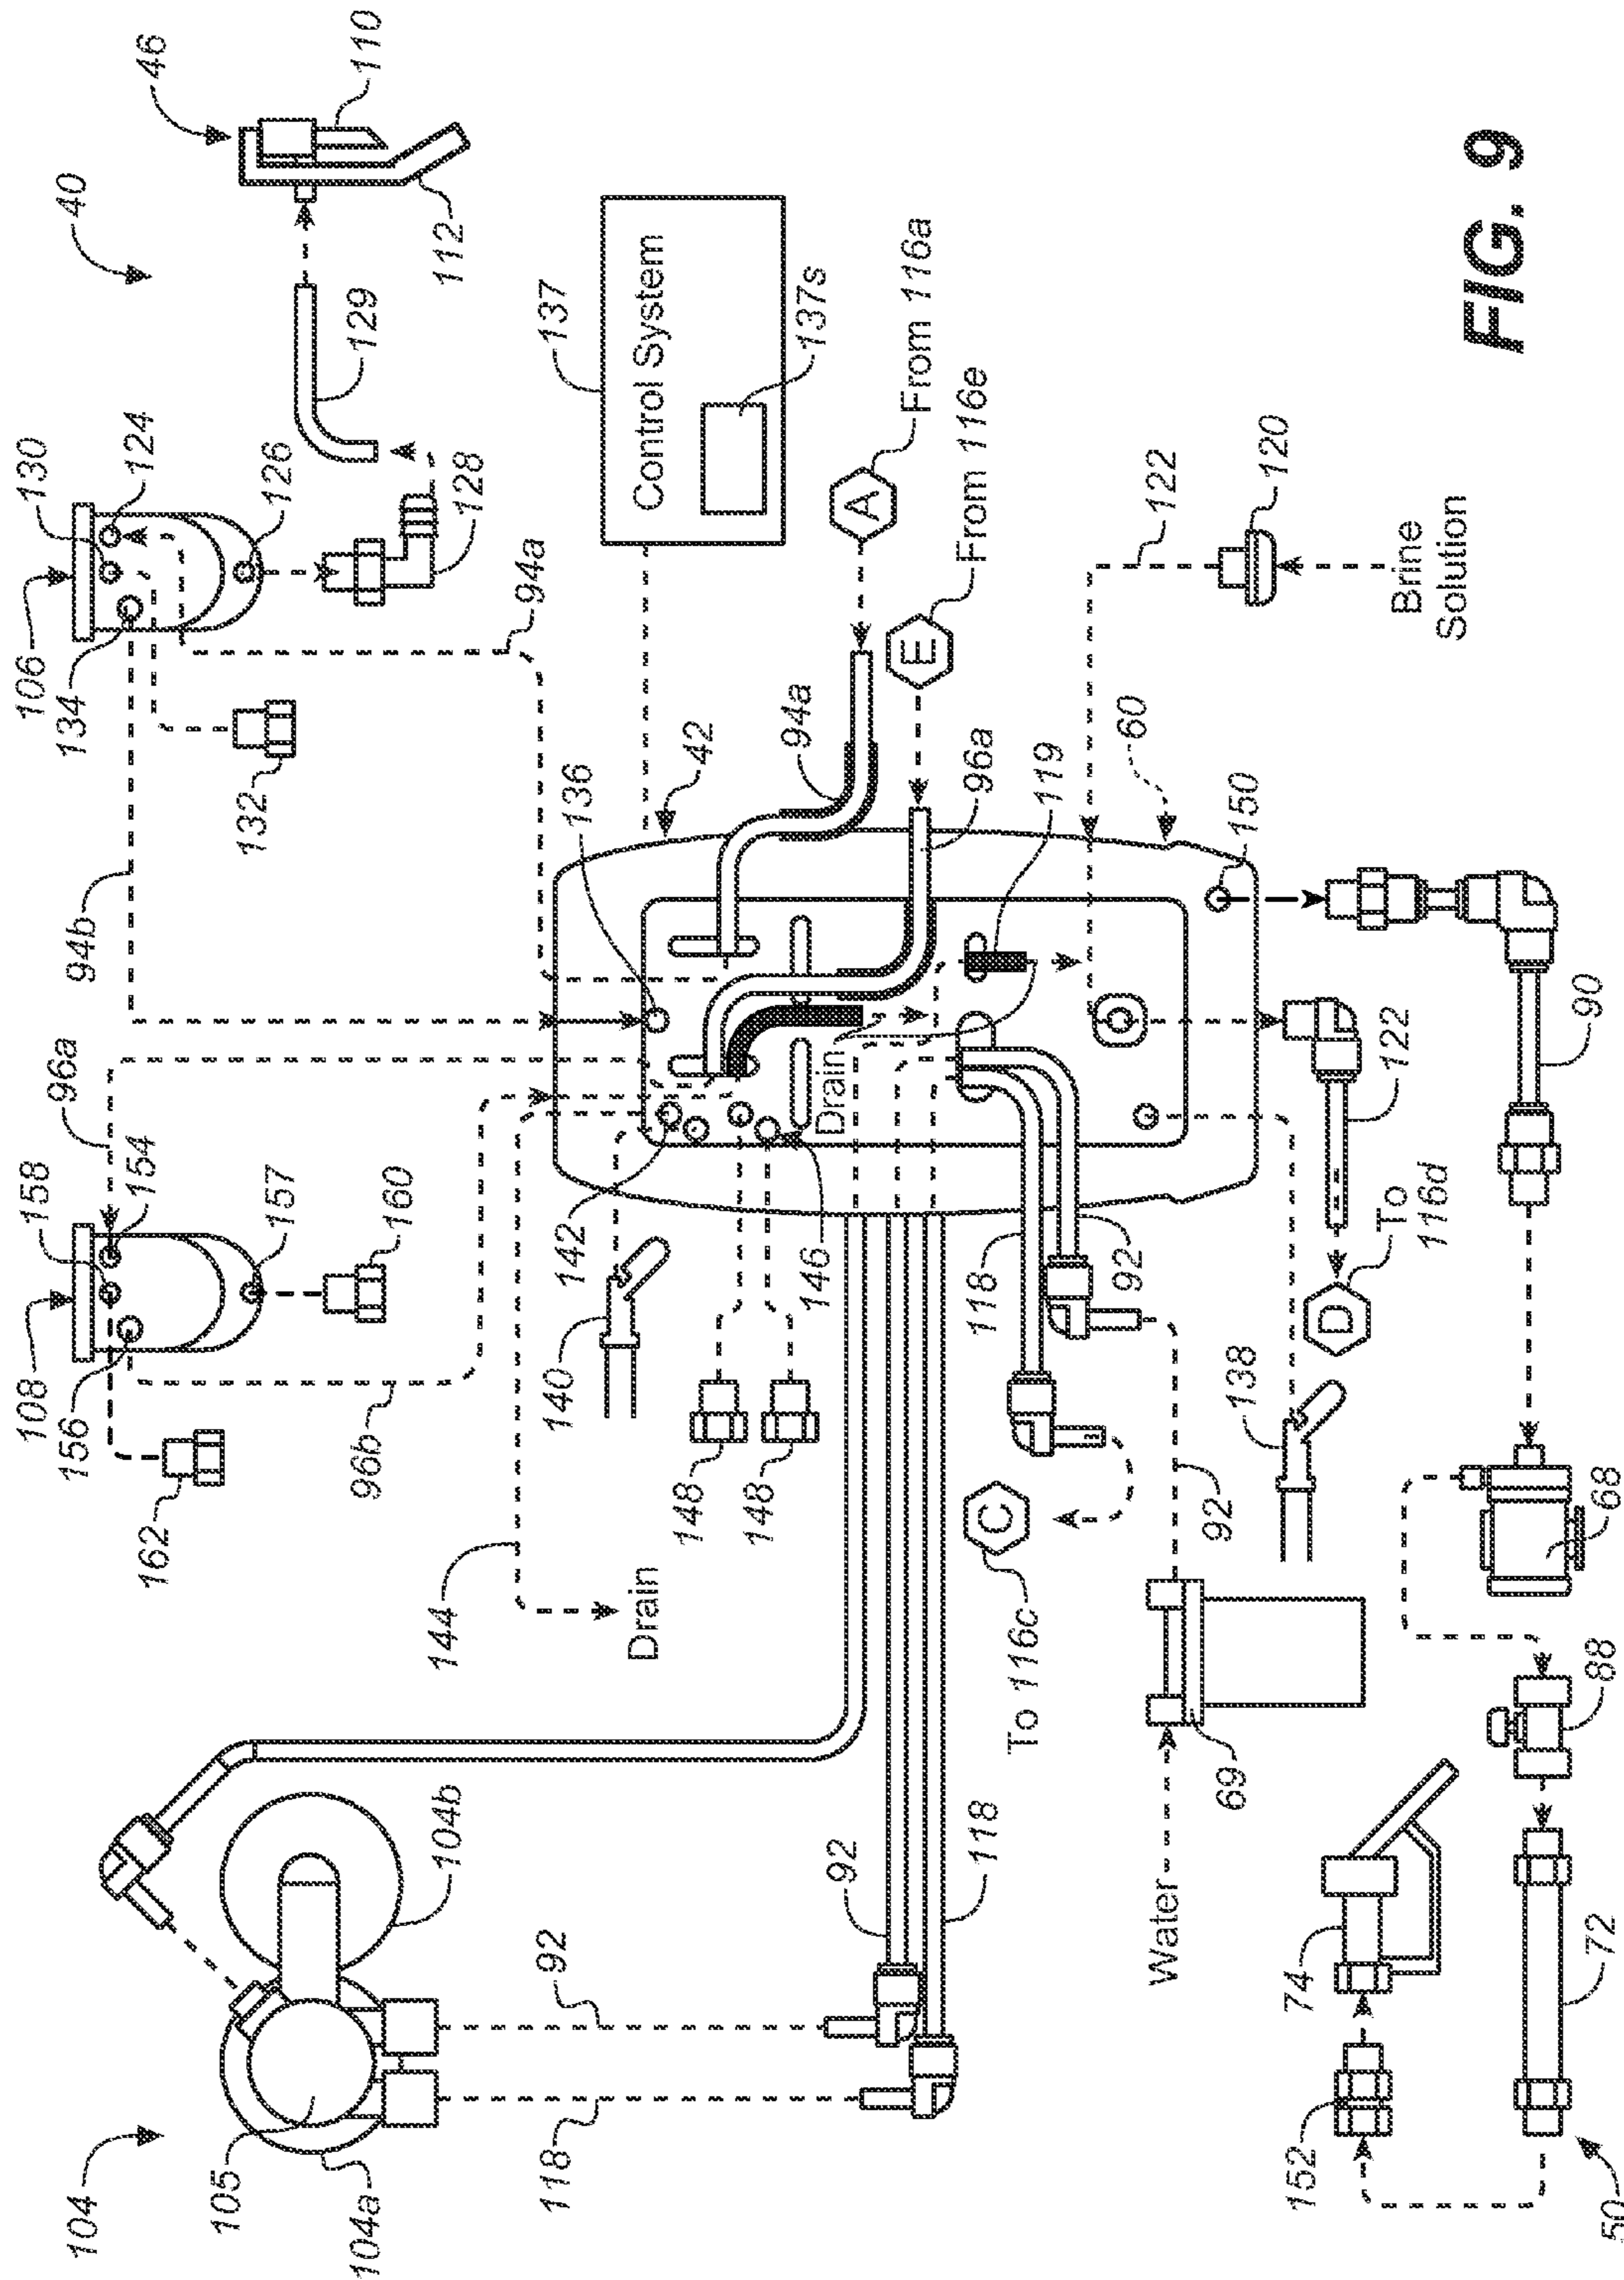 104
162
108
158
96a
94b
106
130
40
46
156
154
134
124
110
105
104a
157
132
126
104b
160
129
128
112
96b
144
140
142
136
94a
137
118
92
148
148
Drain
42
Control System
137s
146
Drain
94a
92
118
118
92
96a
119
From 116a
From 116e
A
E
C
To 116c
Water
69
92
60
122
138
D
To
116d
150
120
122
Brine
Solution
74
152
72
88
68
90
50
FIG. 9